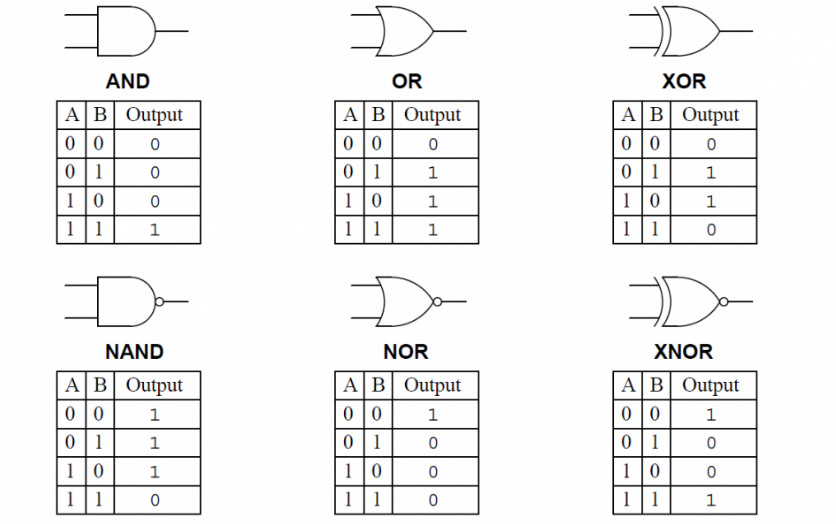 AND OR XOR
A B Output A B Output A B Output
0 0 0 0 0 0 0 0 0
0 1 0 0 1 1 0 1 1
1 0 0 1 0 1 1 0 1
1 1 1 1 1 1 1 1 0
NAND NOR XNOR
A B Output A B Output A B Output
0 0 1 0 0 1 0 0 1
0 1 1 0 1 0 0 1 0
1 0 1 1 0 0 1 0 0
1 1 0 1 1 0 1 1 1